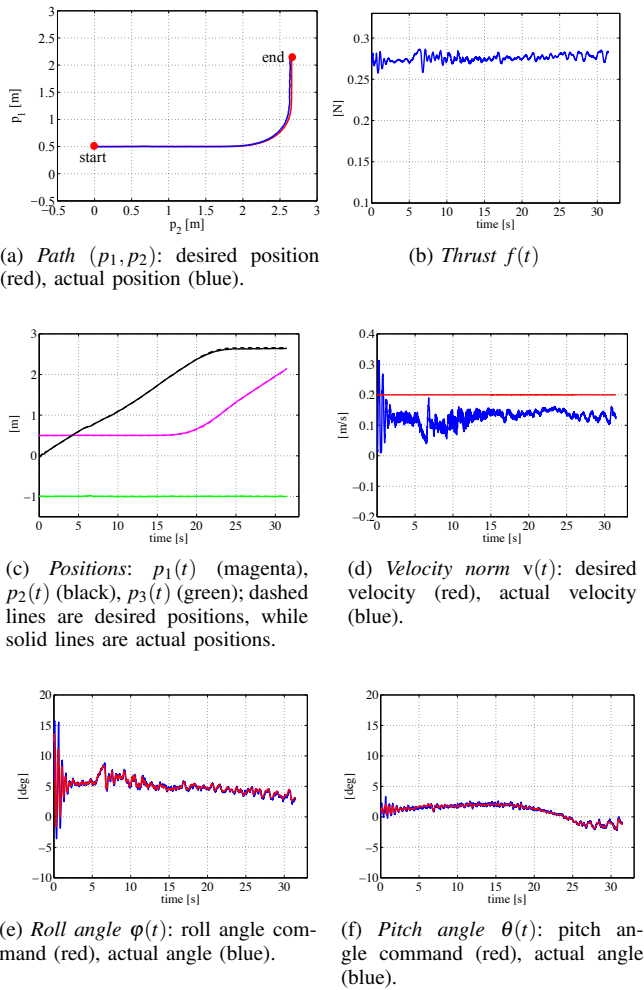 3
2.5
2
1.5
1
0.5
0
−0.5
−0.5 0 0.5 1 1.5 2 2.5 3
p1 [m]
p2 [m]
start
end
0.3
0.25
0.2
0.15
0.1
0 5 10 15 20 25 30
[N]
time [s]
(a) Path (p1, p2): desired position
(red), actual position (blue).
(b) Thrust f(t)
3
2
1
0
−1
0 5 10 15 20 25 30
[m]
time [s]
0.4
0.3
0.2
0.1
0
−0.1
−0.2
0 5 10 15 20 25 30
[m/s]
time [s]
(c) Positions: p1(t) (magenta),
p2(t) (black), p3(t) (green); dashed
lines are desired positions, while
solid lines are actual positions.
(d) Velocity norm v(t): desired
velocity (red), actual velocity
(blue).
20
15
10
5
0
−5
−10
0 5 10 15 20 25 30
[deg]
time [s]
20
15
10
5
0
−5
−10
0 5 10 15 20 25 30
[deg]
time [s]
(e) Roll angle φ(t): roll angle com-
mand (red), actual angle (blue).
(f) Pitch angle θ(t): pitch an-
gle command (red), actual angle
(blue).